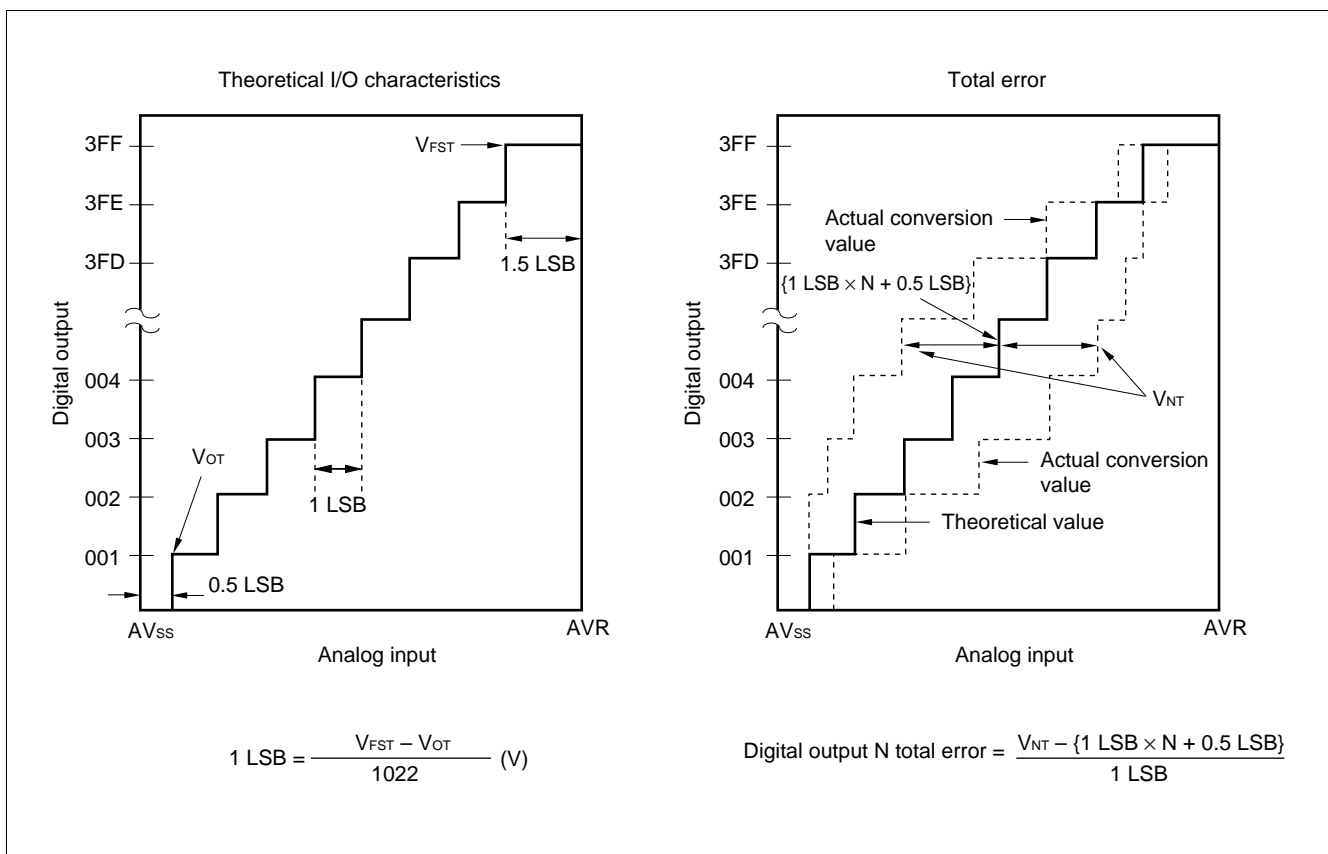 Theoretical I/O characteristics
3FF
3FE
3FD
004
003
002
001
Digital output
VFST
1.5 LSB
VOT
1 LSB
0.5 LSB
AVSS
AVR
Analog input
1 LSB = VFST – VOT / 1022 (V)
Total error
3FF
3FE
3FD
004
003
002
001
Digital output
Actual conversion
value
{1 LSB × N + 0.5 LSB}
VNT
Actual conversion
value
Theoretical value
AVSS
AVR
Analog input
Digital output N total error = VNT – {1 LSB × N + 0.5 LSB} / 1 LSB